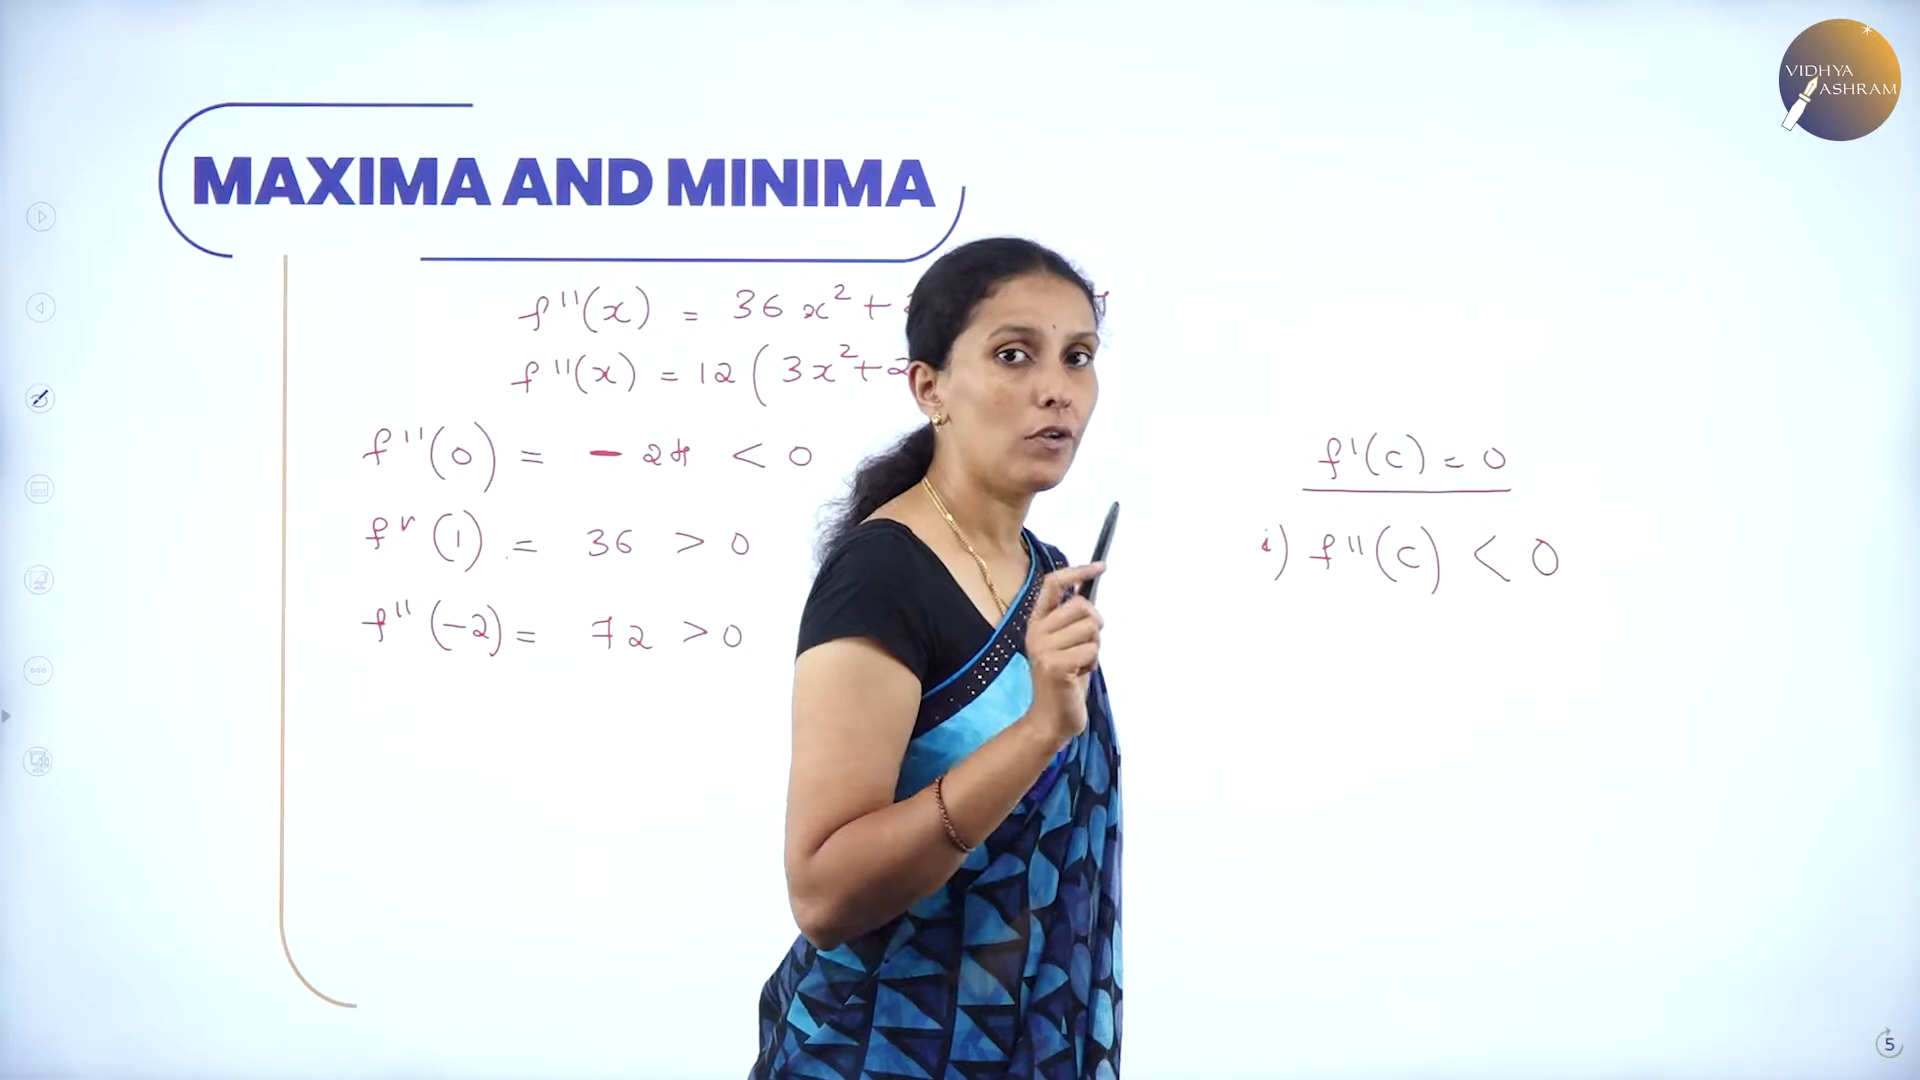 VIDHYA
ASHRAM
MAXIMA AND MINIMA
f''(x) = 36x² +
f''(x) = 12(3x²+2
f''(0) = -24 < 0
f''(1) = 36 > 0
f''(-2) = 72 > 0
f'(c) = 0
i) f''(c) < 0
5